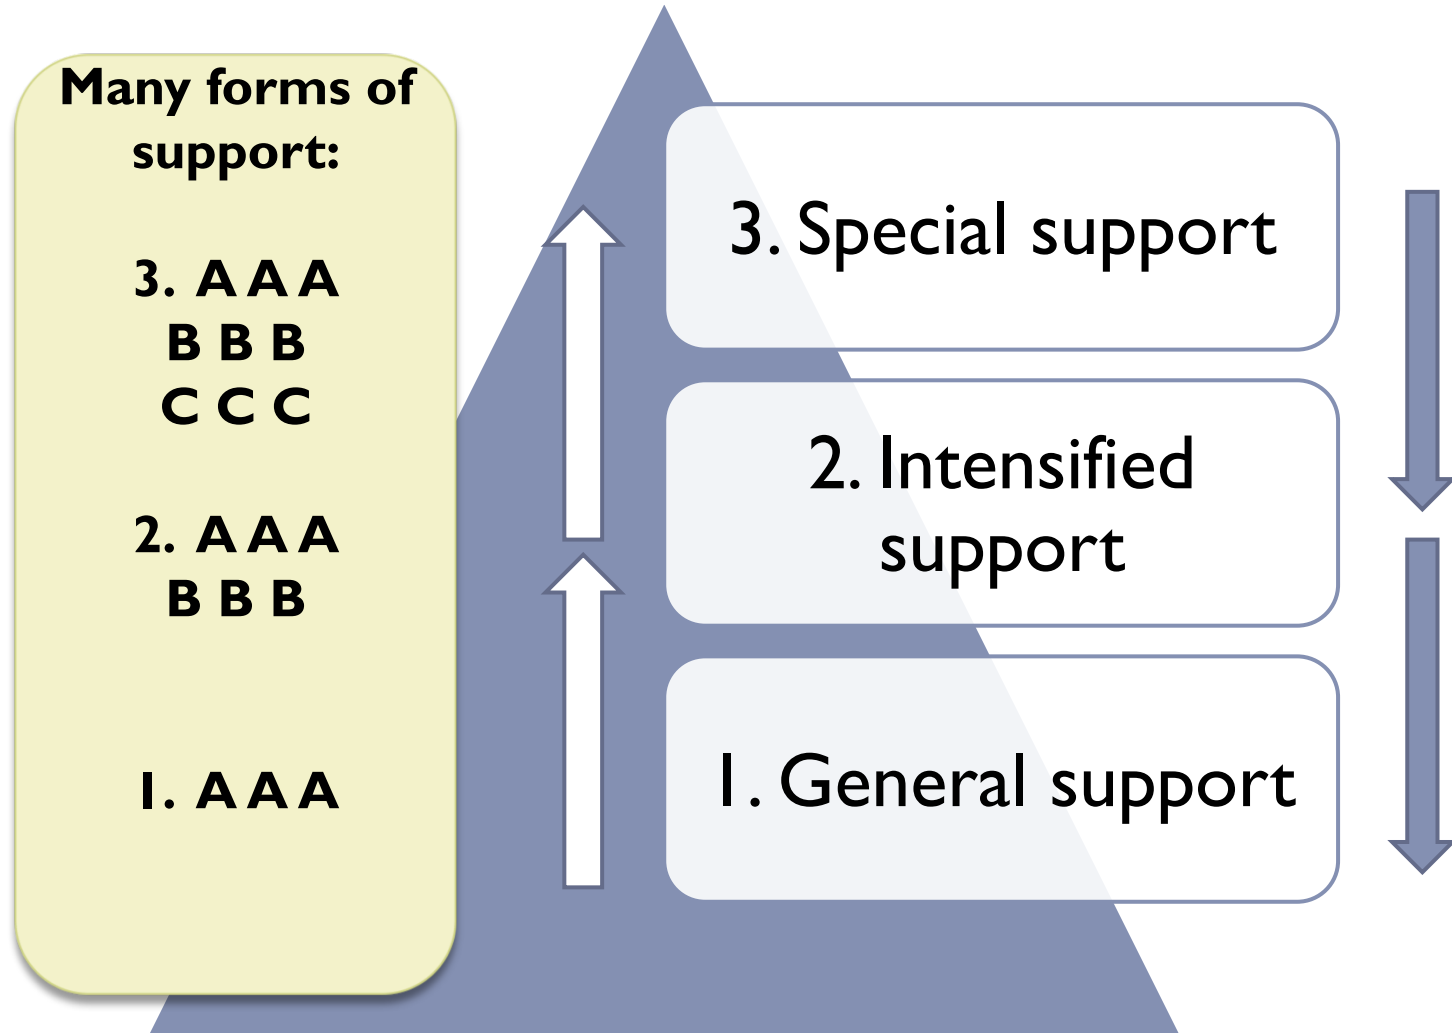 Many forms of
support:
3. A A A
B B B
C C C
2. A A A
B B B
1. A A A
3. Special support
2. Intensified
support
1. General support